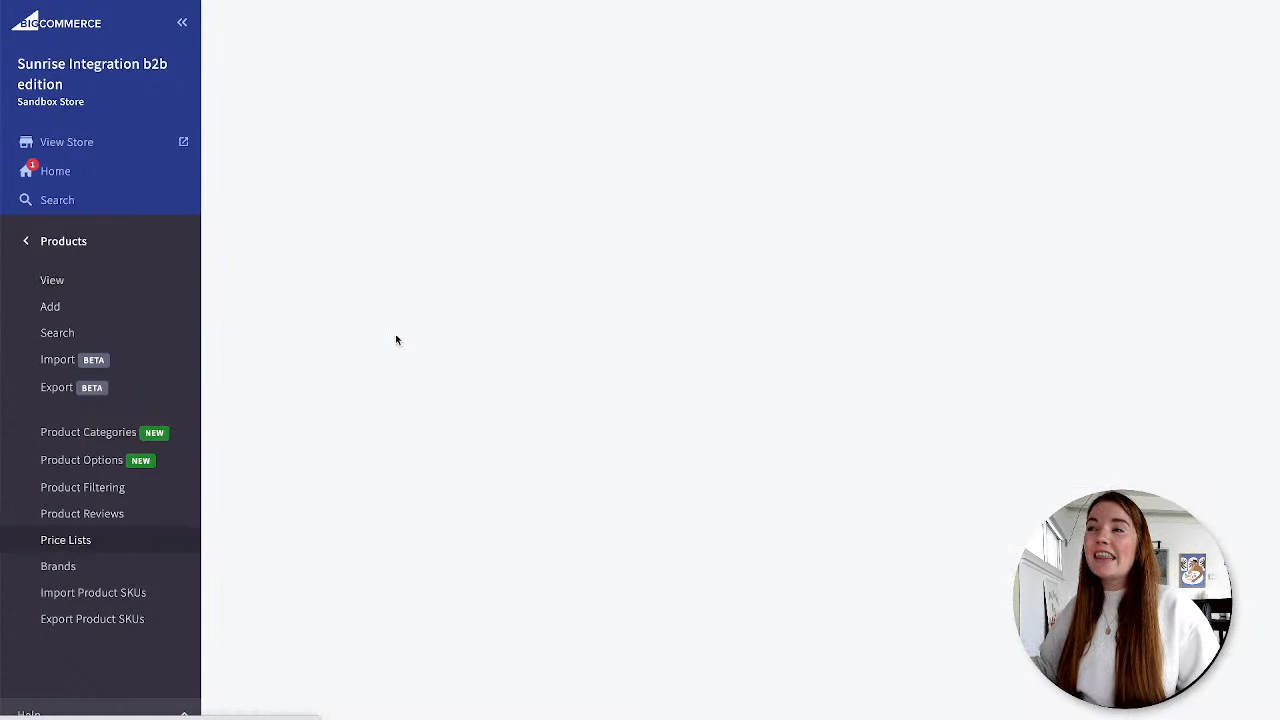 BIGCOMMERCE
Sunrise Integration b2b
edition
Sandbox Store
View Store
1
Home
Search
Products
View
Add
Search
Import BETA
Export BETA
Product Categories NEW
Product Options NEW
Product Filtering
Product Reviews
Price Lists
Brands
Import Product SKUs
Export Product SKUs
Help